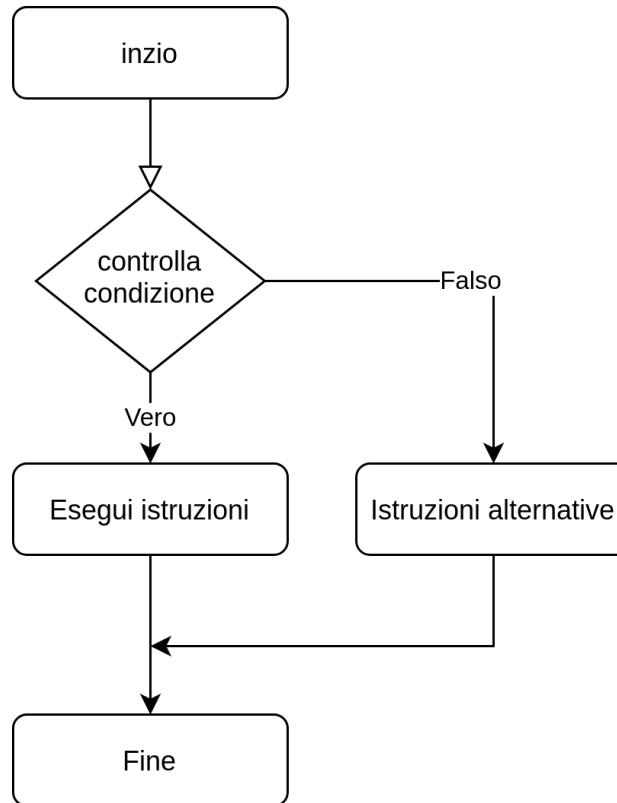 inzio
controlla
condizione
Falso
Vero
Esegui istruzioni
Istruzioni alternative
Fine